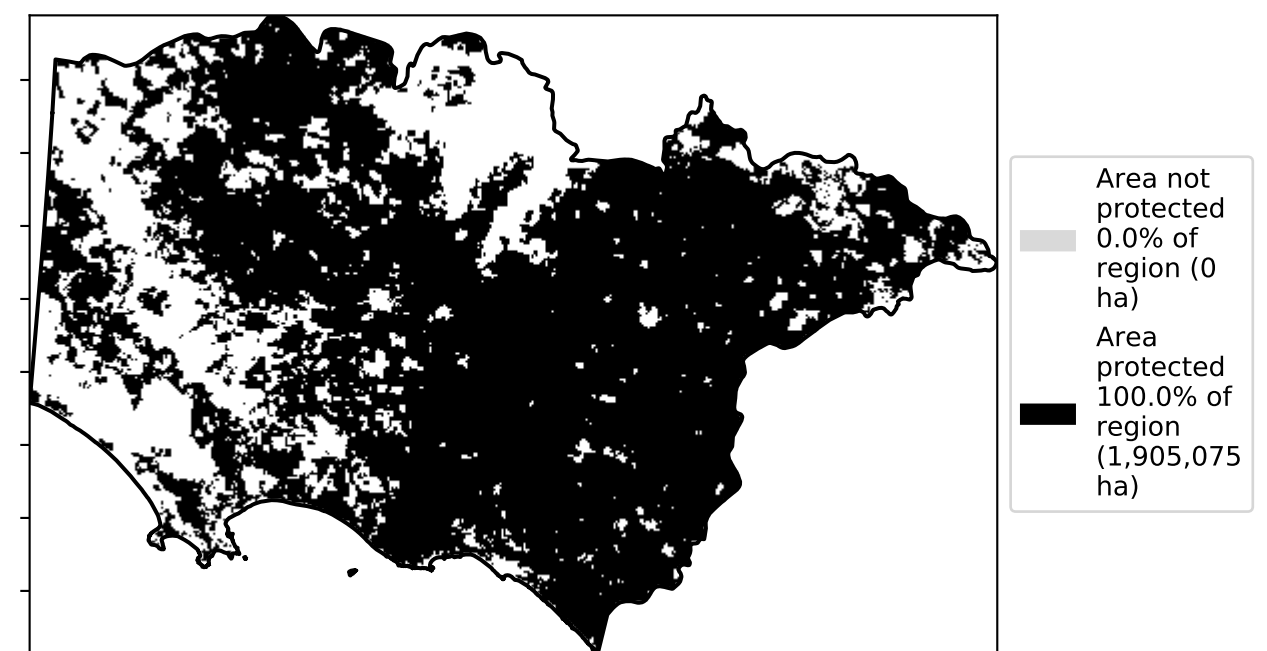 Area not
protected
0.0% of
region (0
ha)
Area
protected
100.0% of
region
(1,905,075
ha)